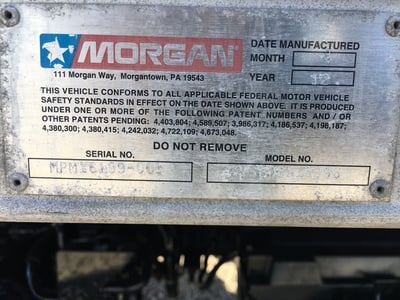 MORGAN
111 Morgan Way, Morgantown, PA 19543
DATE MANUFACTURED
MONTH
YEAR
THIS VEHICLE CONFORMS TO ALL APPLICABLE FEDERAL MOTOR VEHICLE
SAFETY STANDARDS IN EFFECT ON THE DATE SHOWN ABOVE. IT IS PRODUCED
UNDER ONE OR MORE OF THE FOLLOWING PATENT NUMBERS AND / OR
OTHER PATENTS PENDING: 4,403,804; 4,589,507; 3,986,317; 4,186,537; 4,198,187;
4,380,300; 4,380,415; 4,242,032; 4,722,109; 4,673,048.
DO NOT REMOVE
SERIAL NO.
MODEL NO.